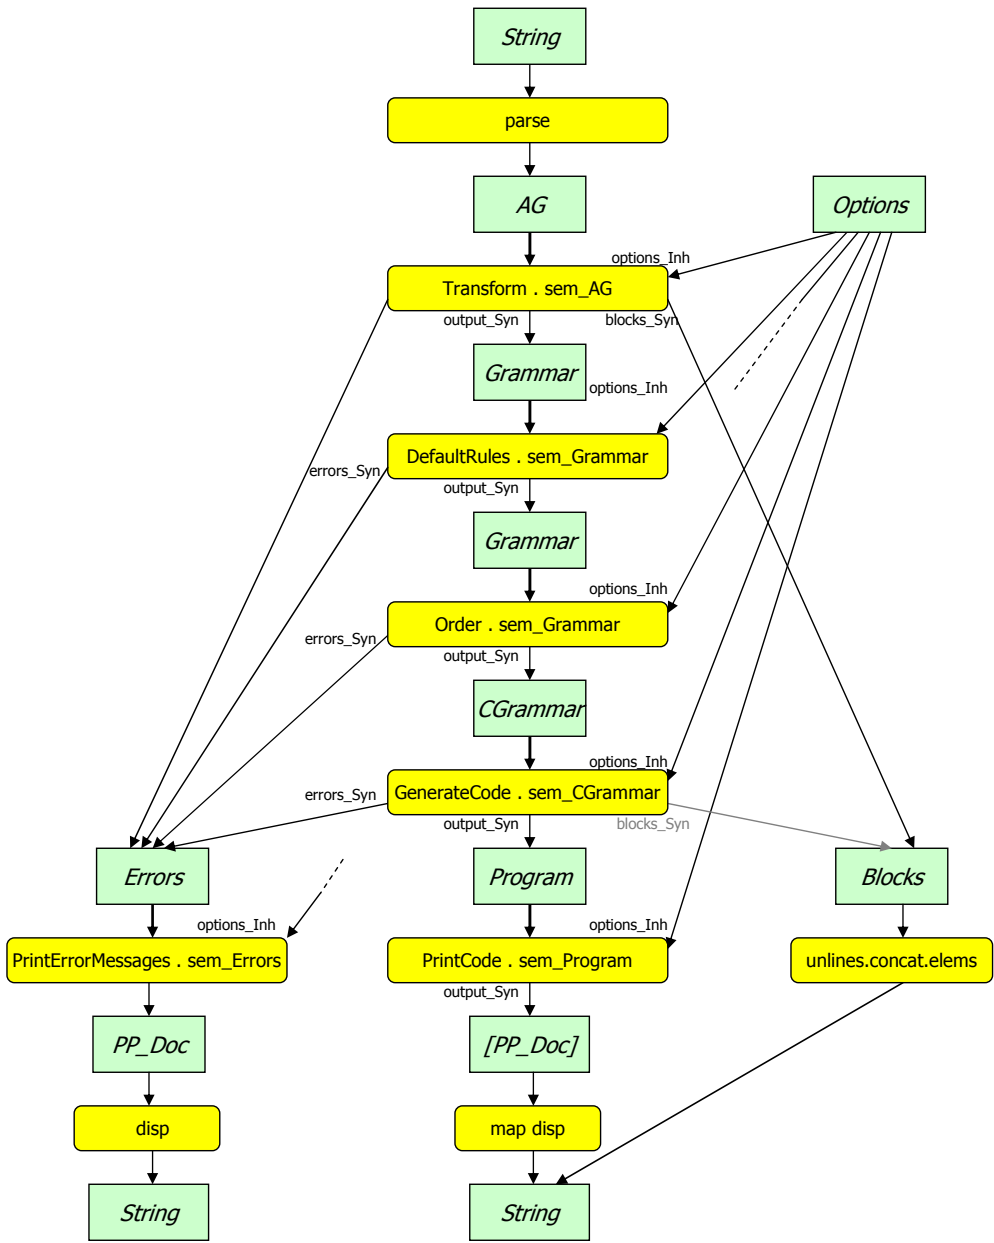 String
parse
AG
Options
options_Inh
Transform . sem_AG
output_Syn
blocks_Syn
Grammar
options_Inh
DefaultRules . sem_Grammar
errors_Syn
output_Syn
Grammar
options_Inh
Order . sem_Grammar
errors_Syn
output_Syn
CGrammar
options_Inh
GenerateCode . sem_CGrammar
errors_Syn
output_Syn
blocks_Syn
Errors
Program
Blocks
options_Inh
options_Inh
PrintErrorMessages . sem_Errors
PrintCode . sem_Program
unlines.concat.elems
output_Syn
PP_Doc
[PP_Doc]
disp
map disp
String
String